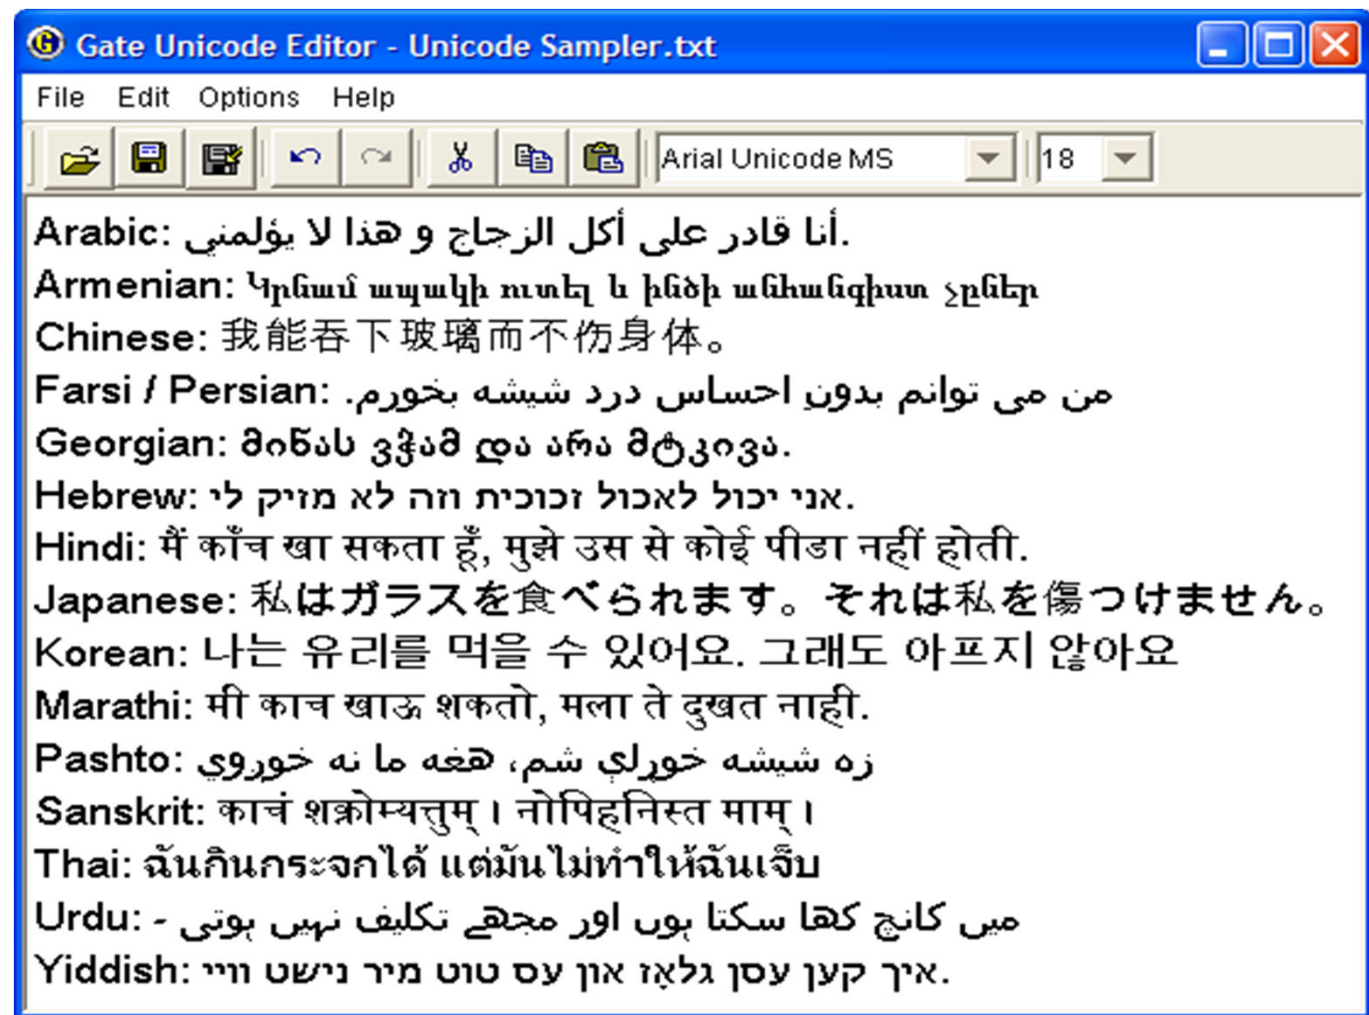 Gate Unicode Editor - Unicode Sampler.txt
File Edit Options Help
Arial Unicode MS 18
Arabic: أنا قادر على أكل الزجاج و هذا لا يؤلمني.
Armenian: Կրնամ ապակի ուտել և ինծի անհանգիստ չըներ
Chinese: 我能吞下玻璃而不伤身体。
Farsi / Persian: .من می توانم بدونِ احساس درد شيشه بخورم
Georgian: მინას ვჭამ და არა მტკივა.
Hebrew: אני יכול לאכול זכוכית וזה לא מזיק לי.
Hindi: मैं काँच खा सकता हूँ, मुझे उस से कोई पीडा नहीं होती.
Japanese: 私はガラスを食べられます。それは私を傷つけません。
Korean: 나는 유리를 먹을 수 있어요. 그래도 아프지 않아요
Marathi: मी काच खाऊ शकतो, मला ते दुखत नाही.
Pashto: زه شيشه خوړلې شم، هغه ما نه خوږوي
Sanskrit: काचं शक्नोम्यत्तुम् । नोपहिनस्ति माम् ।
Thai: ฉันกินกระจกได้ แต่มันไม่ทำให้ฉันเจ็บ
Urdu: میں کانچ کھا سکتا ہوں اور مجھے تکلیف نہیں ہوتی ۔
Yiddish: איך קען עסן גלאָז און עס טוט מיר נישט װײ.